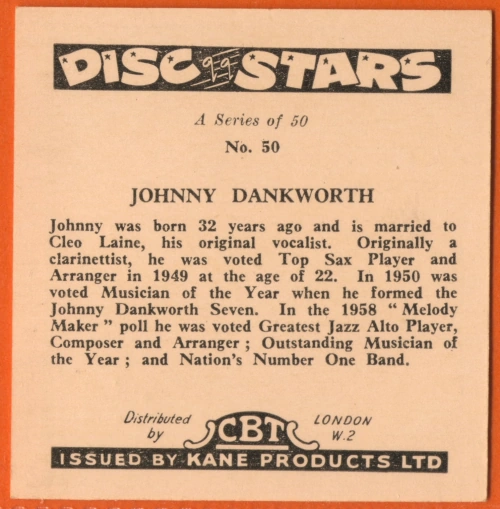 DISC STARS
A Series of 50
No. 50
JOHNNY DANKWORTH
Johnny was born 32 years ago and is married to
Cleo Laine, his original vocalist. Originally a
clarinettist, he was voted Top Sax Player and
Arranger in 1949 at the age of 22. In 1950 was
voted Musician of the Year when he formed the
Johnny Dankworth Seven. In the 1958 “ Melody
Maker ” poll he was voted Greatest Jazz Alto Player,
Composer and Arranger ; Outstanding Musician of
the Year ; and Nation's Number One Band.
Distributed
by
CBT
LONDON
W.2
ISSUED BY KANE PRODUCTS LTD